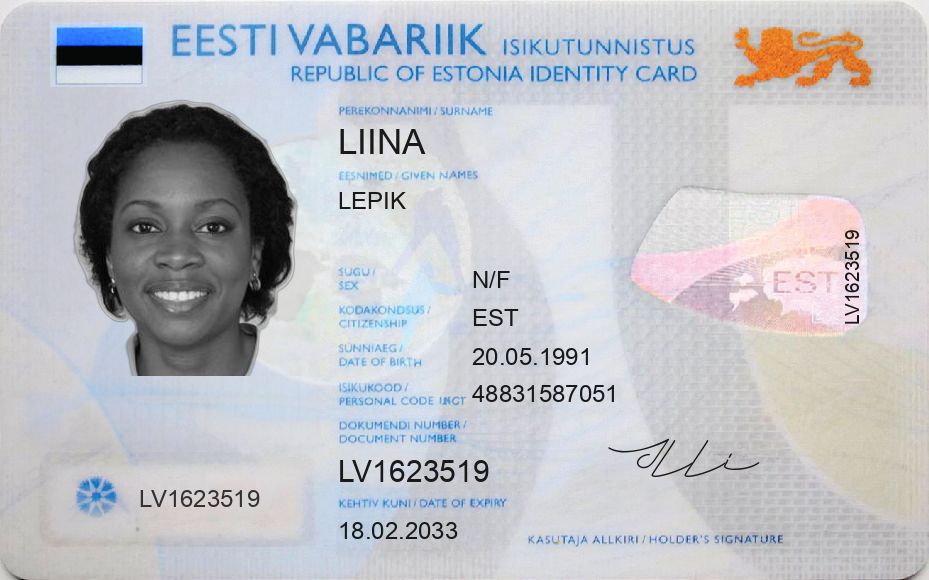 EESTI VABARIIK ISIKUTUNNISTUS
REPUBLIC OF ESTONIA IDENTITY CARD
PEREKONNANIMI / SURNAME
LIINA
EESNIMED / GIVEN NAMES
LEPIK
SUGU /
SEX
N/F
KODAKONDSUS /
CITIZENSHIP
EST
SÜNNIAEG /
DATE OF BIRTH
20.05.1991
ISIKUKOOD /
PERSONAL CODE
48831587051
DOKUMENDI NUMBER /
DOCUMENT NUMBER
LV1623519
KEHTIV KUNI / DATE OF EXPIRY
18.02.2033
LV1623519
EST
LV1623519
KASUTAJA ALLKIRI / HOLDER'S SIGNATURE